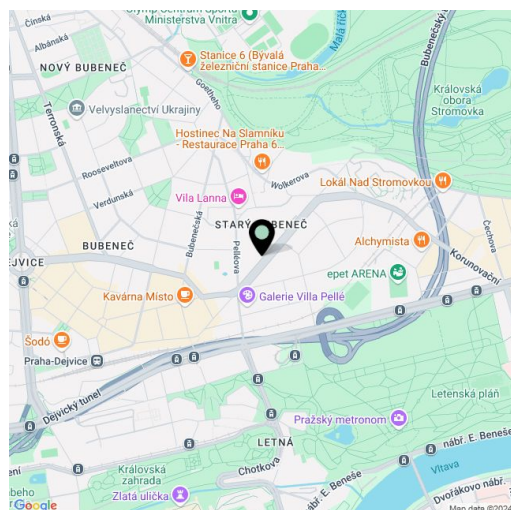 Čínská
Olymp Centrum sportu
Ministerstva Vnitra
Malá říč
Albánská
Stanice 6 (Bývalá
železniční stanice Praha...
Bubenečský
NOVÝ BUBENEČ
Goetheho
Královská
obora
Stromovka
Terronská
Velvyslanectví Ukrajiny
Hostinec Na Slamníku
- Restaurace Praha 6...
Rooseveltova
Wolkerova
Lokál Nad Stromovkou
Verdunská
Vila Lanna
Bubenečská
STARÝ BUBENEČ
Čechova
BUBENEČ
Pelléova
Alchymista
Korunovační
DEJVICE
epet ARENA
Kavárna Místo
Galerie Villa Pellé
Šodó
Praha-Dejvice
Letenská pláň
Dejvický tunel
Pražský metronom
LETNÁ
nábř. E. Beneše
Chotkova
Královská
zahrada
Vltava
nábř. E. Beneše
Zlatá ulička
Dvořákovo nábř.
Google
Map data ©2024